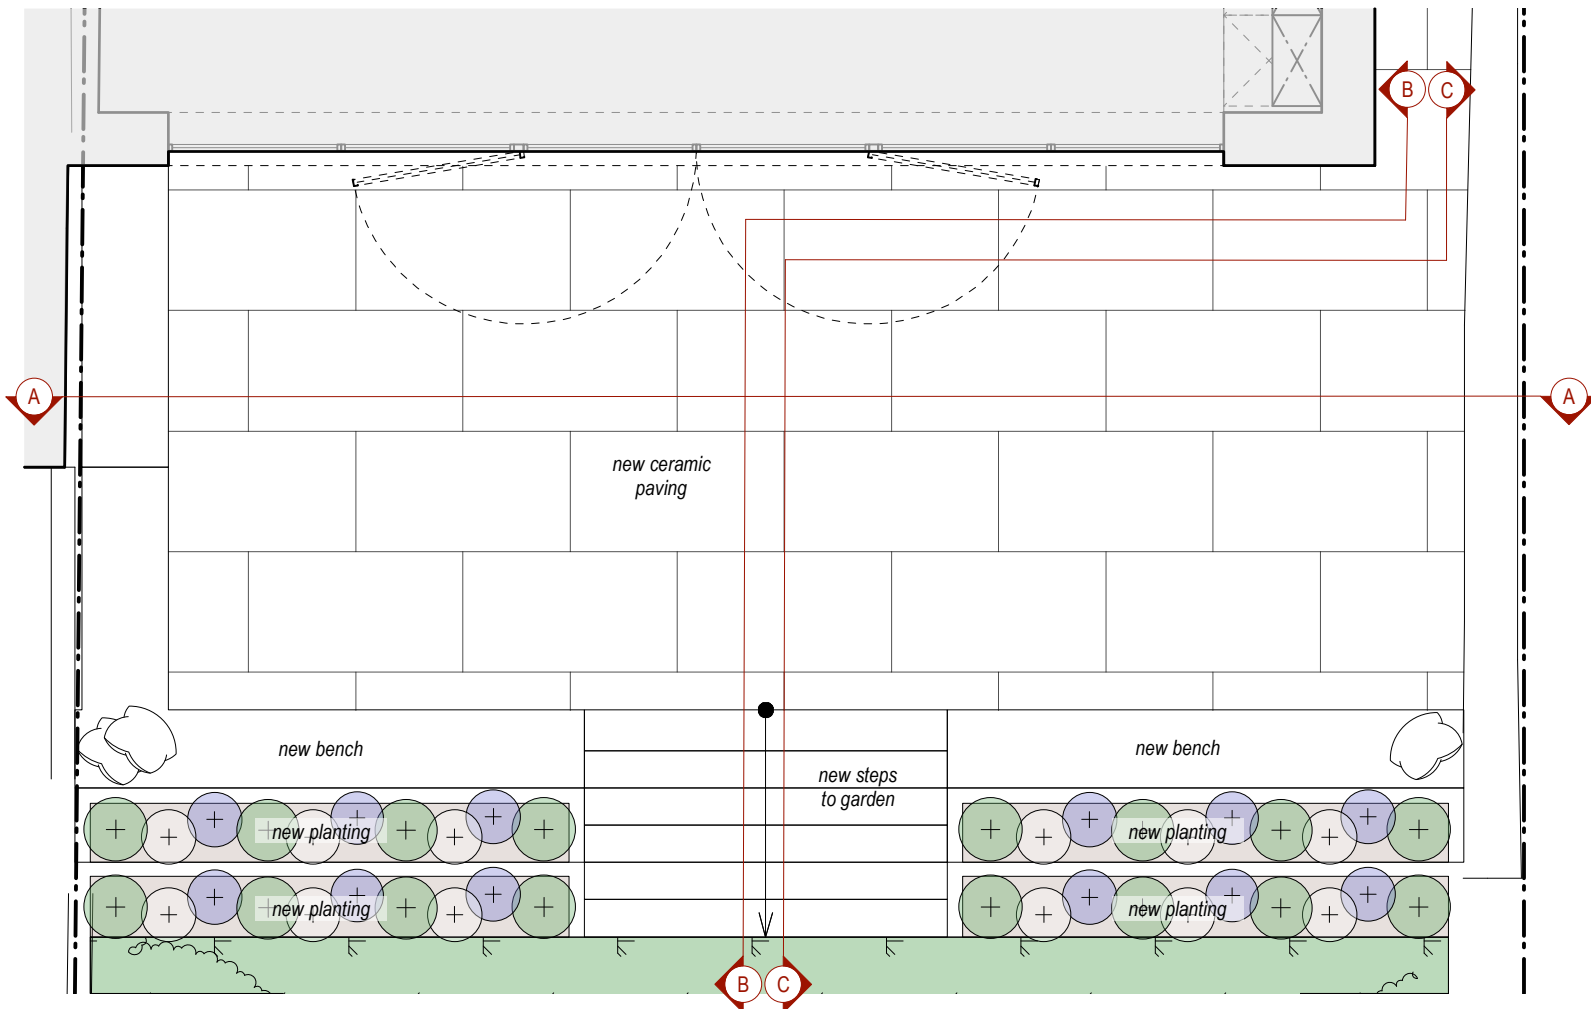 B
C
A
A
new ceramic
paving
new bench
new bench
new steps
to garden
new planting
new planting
new planting
new planting
B
C